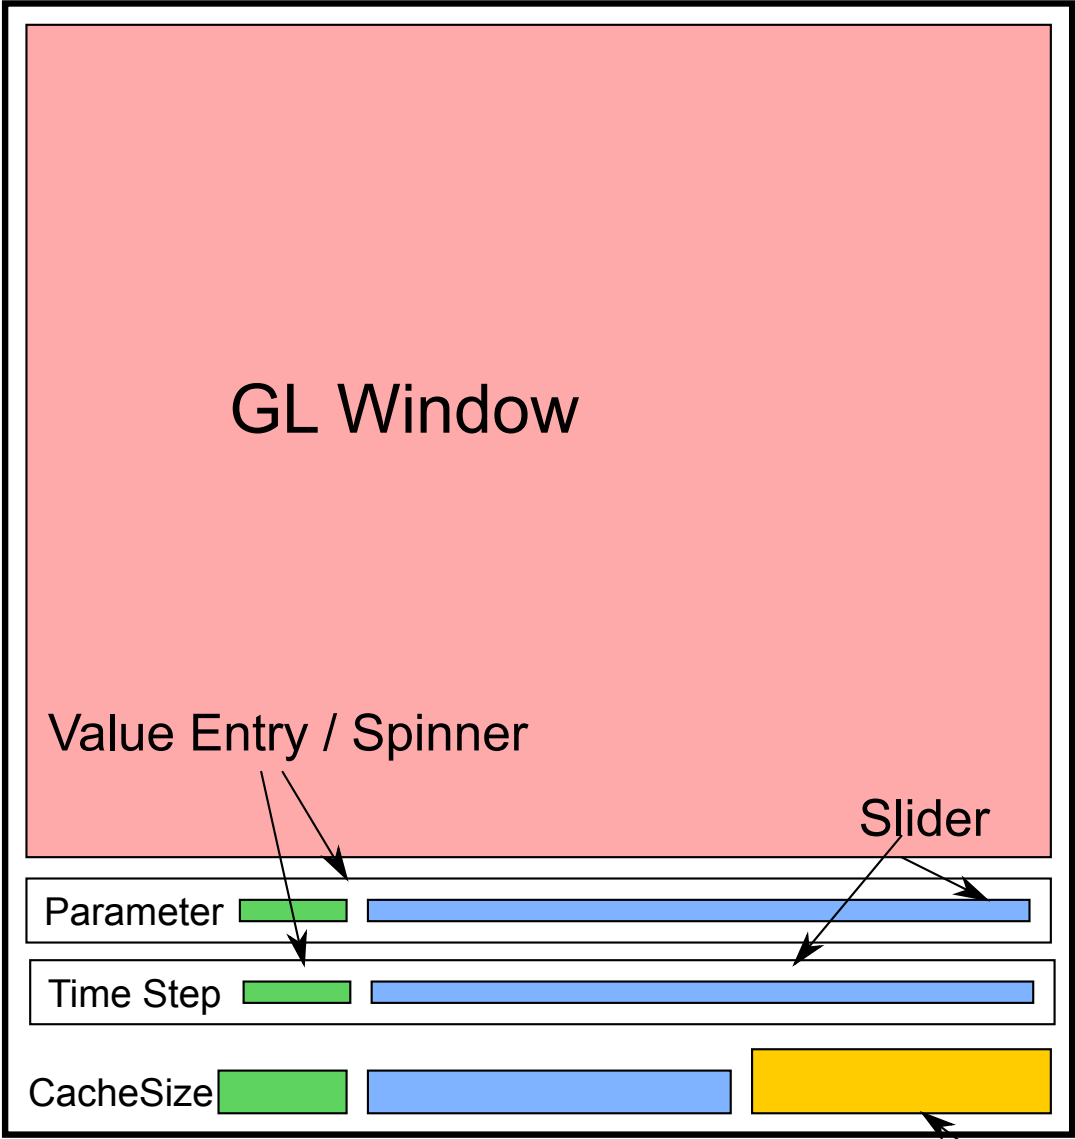 GL Window
Value Entry / Spinner
Slider
Parameter
Time Step
CacheSize